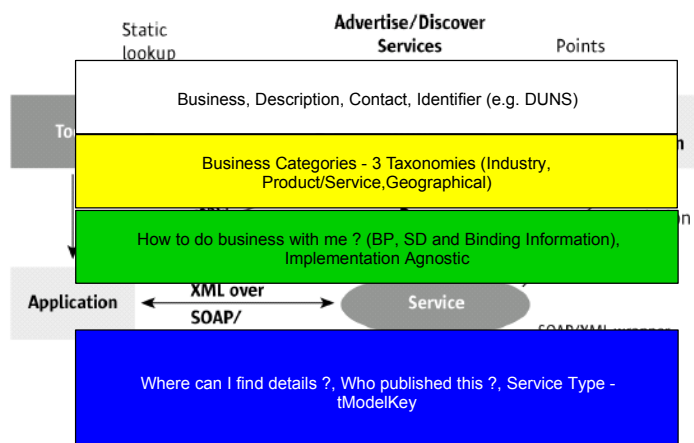 Static
lookup
Advertise/Discover
Services
Points
Business, Description, Contact, Identifier (e.g. DUNS)
Business Categories - 3 Taxonomies (Industry,
Product/Service,Geographical)
How to do business with me ? (BP, SD and Binding Information),
Implementation Agnostic
Application
XML over
SOAP/
Service
Where can I find details ?, Who published this ?, Service Type -
tModelKey